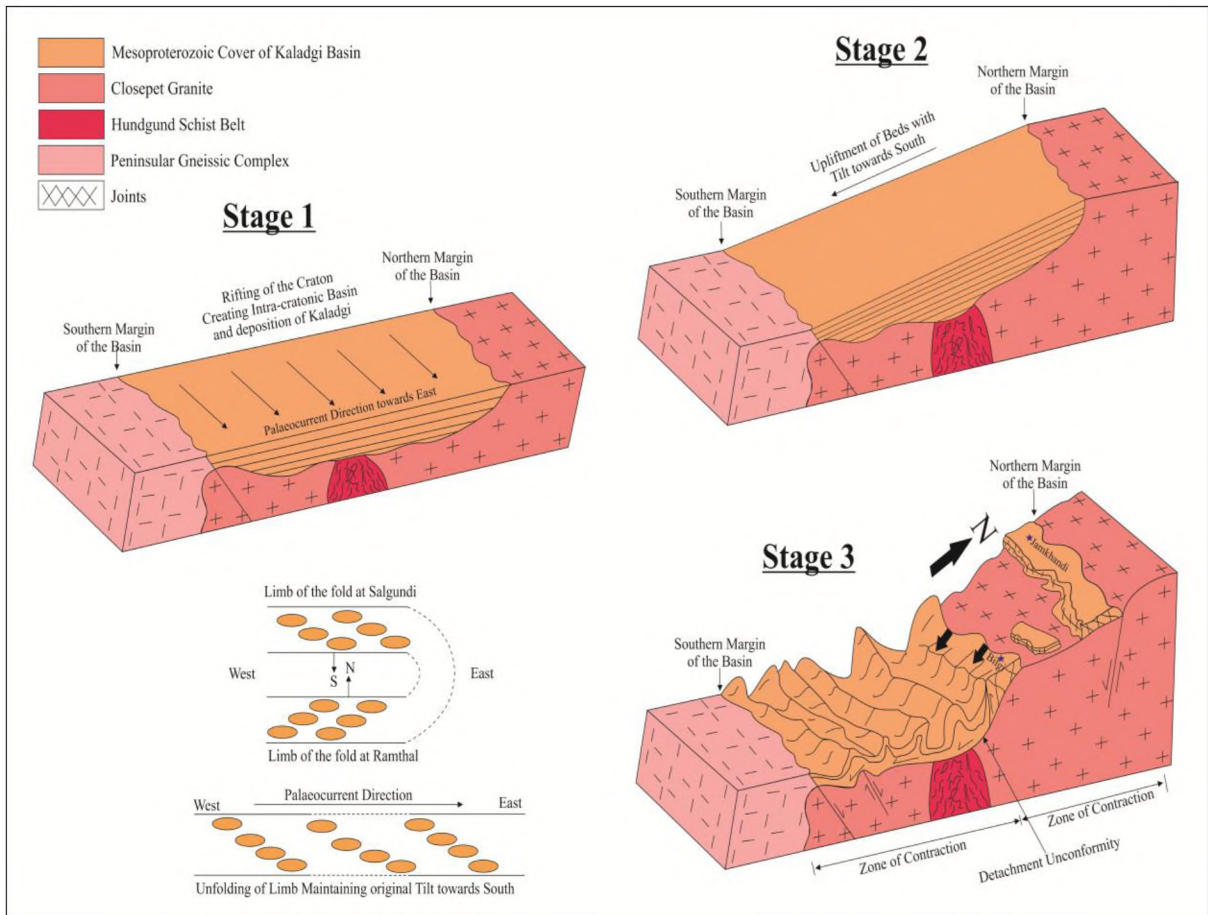 Mesoproterozoic Cover of Kaladgi Basin
Closepet Granite
Hundgund Schist Belt
Peninsular Gneissic Complex
Joints
Stage 1
Rifting of the Craton
Creating Intra-cratonic Basin
and deposition of Kaladgi
Northern Margin
of the Basin
Southern Margin
of the Basin
Palaeocurrent Direction towards East
Stage 2
Northern Margin
of the Basin
Upliftment of Beds with
Tilt towards South
Southern Margin
of the Basin
Stage 3
N
Northern Margin
of the Basin
Jamkhandi
Southern Margin
of the Basin
Bilgi
Zone of Contraction
Zone of Contraction
Detachment Unconformity
Limb of the fold at Salgundi
West
N
S
East
Limb of the fold at Ramthal
West
Palaeocurrent Direction
East
Unfolding of Limb Maintaining original Tilt towards South